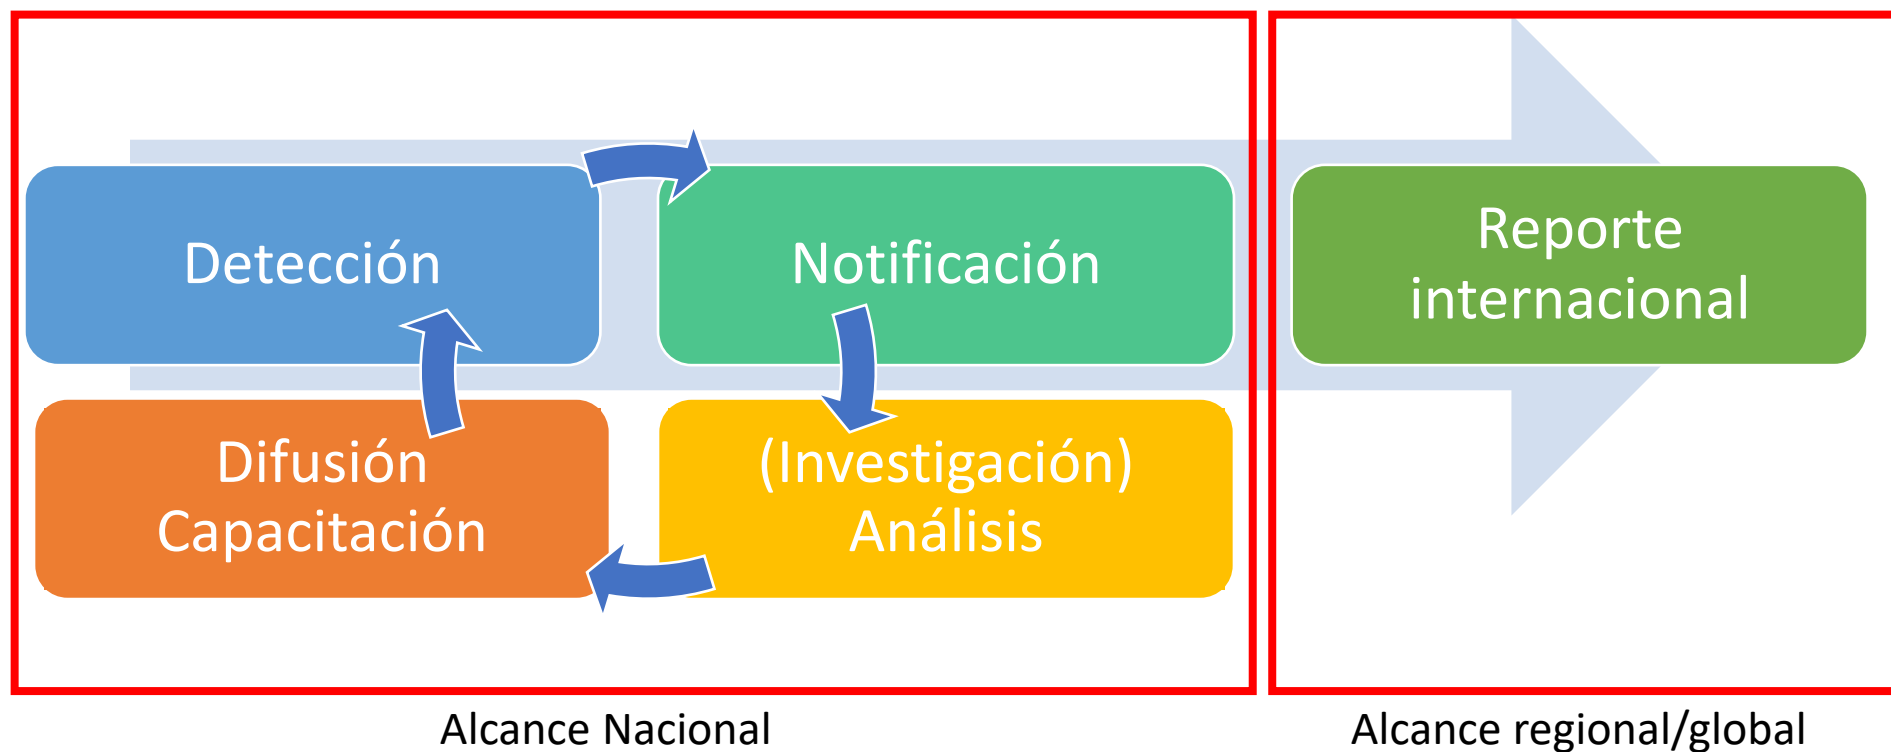 Detección
Notificación
Reporte
internacional
Difusión
Capacitación
(Investigación)
Análisis
Alcance Nacional
Alcance regional/global